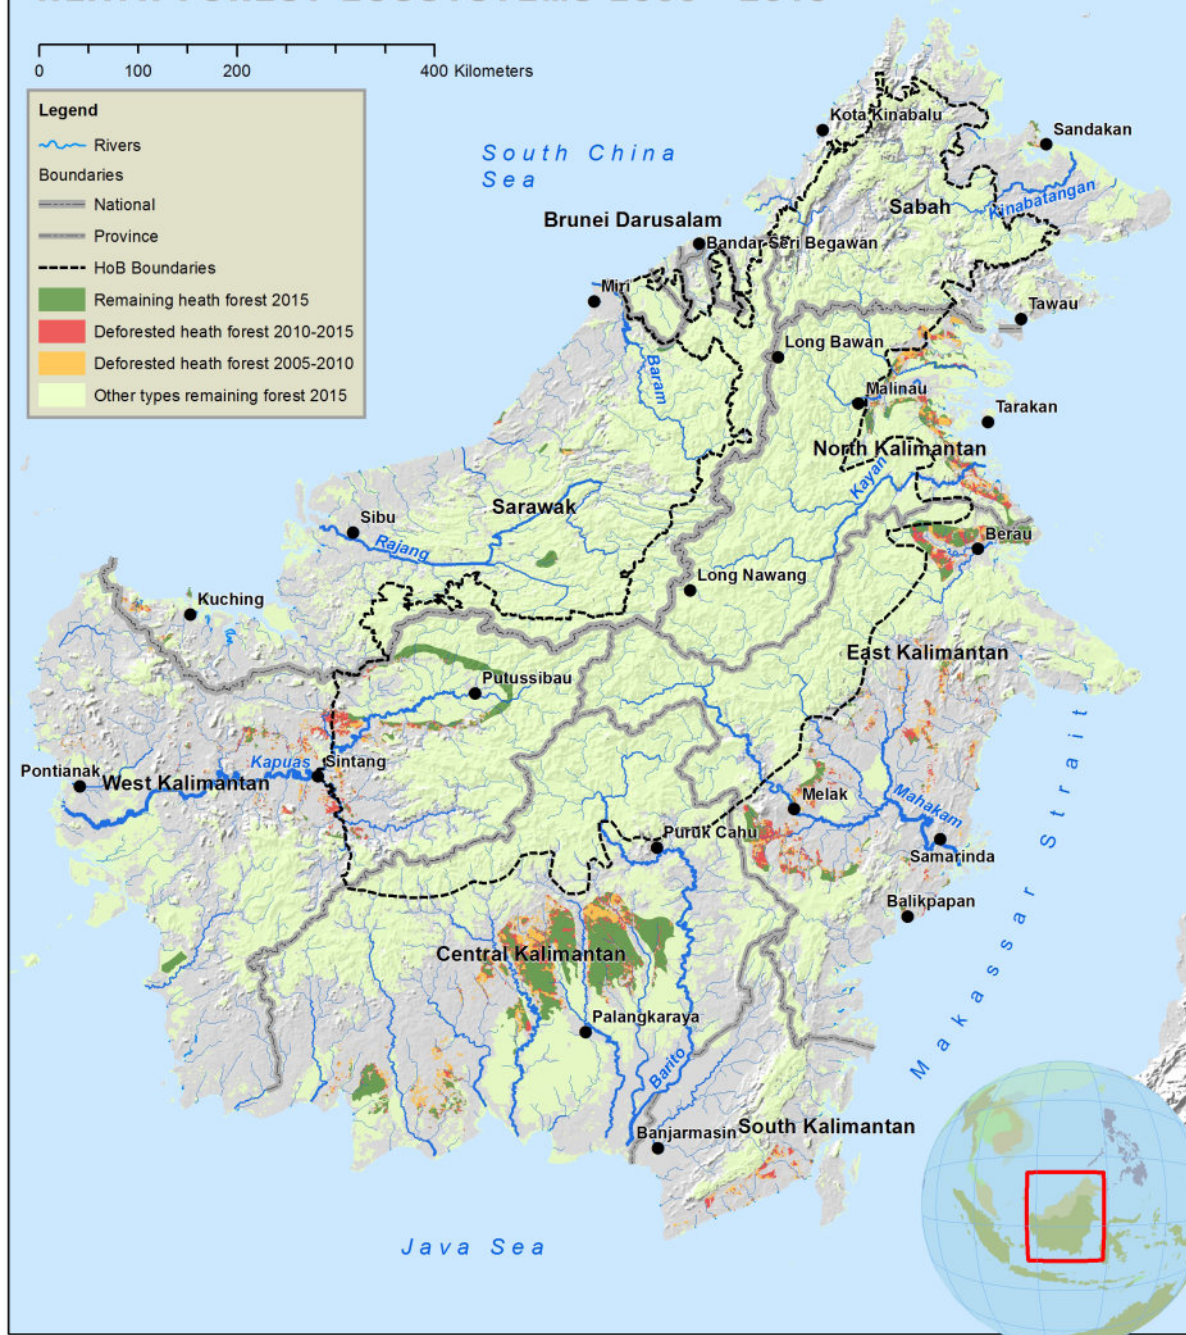 0 100 200 400 Kilometers
Legend
Rivers
Boundaries
National
Province
HoB Boundaries
Remaining heath forest 2015
Deforested heath forest 2010-2015
Deforested heath forest 2005-2010
Other types remaining forest 2015
South China
Sea
Kota Kinabalu
Sandakan
Kinabatangan
Sabah
Brunei Darusalam
Bandar Seri Begawan
Miri
Tawau
Baram
Long Bawan
Malinau
Tarakan
North Kalimantan
Kayan
Sarawak
Sibu
Rajang
Berau
Long Nawang
Kuching
East Kalimantan
Putussibau
Kapuas
Sintang
Pontianak
West Kalimantan
Melak
Mahakam
Makassar Strait
Puruk Cahu
Samarinda
Balikpapan
Central Kalimantan
Palangkaraya
Barito
Banjarmasin
South Kalimantan
Java Sea